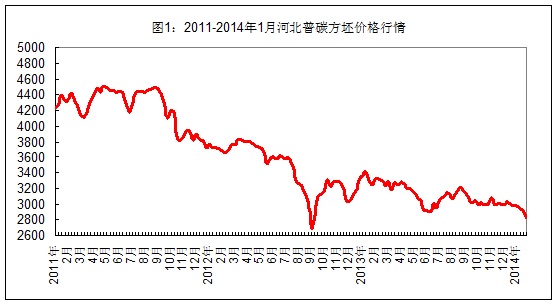 图1：2011-2014年1月河北普碳方坯价格行情
5000
4800
4600
4400
4200
4000
3800
3600
3400
3200
3000
2800
2600
2011年
2月
3月
4月
5月
6月
7月
8月
9月
10月
11月
12月
2012年
2月
3月
4月
5月
6月
7月
8月
9月
10月
11月
12月
2013年
2月
3月
4月
5月
6月
7月
8月
9月
10月
11月
12月
2014年